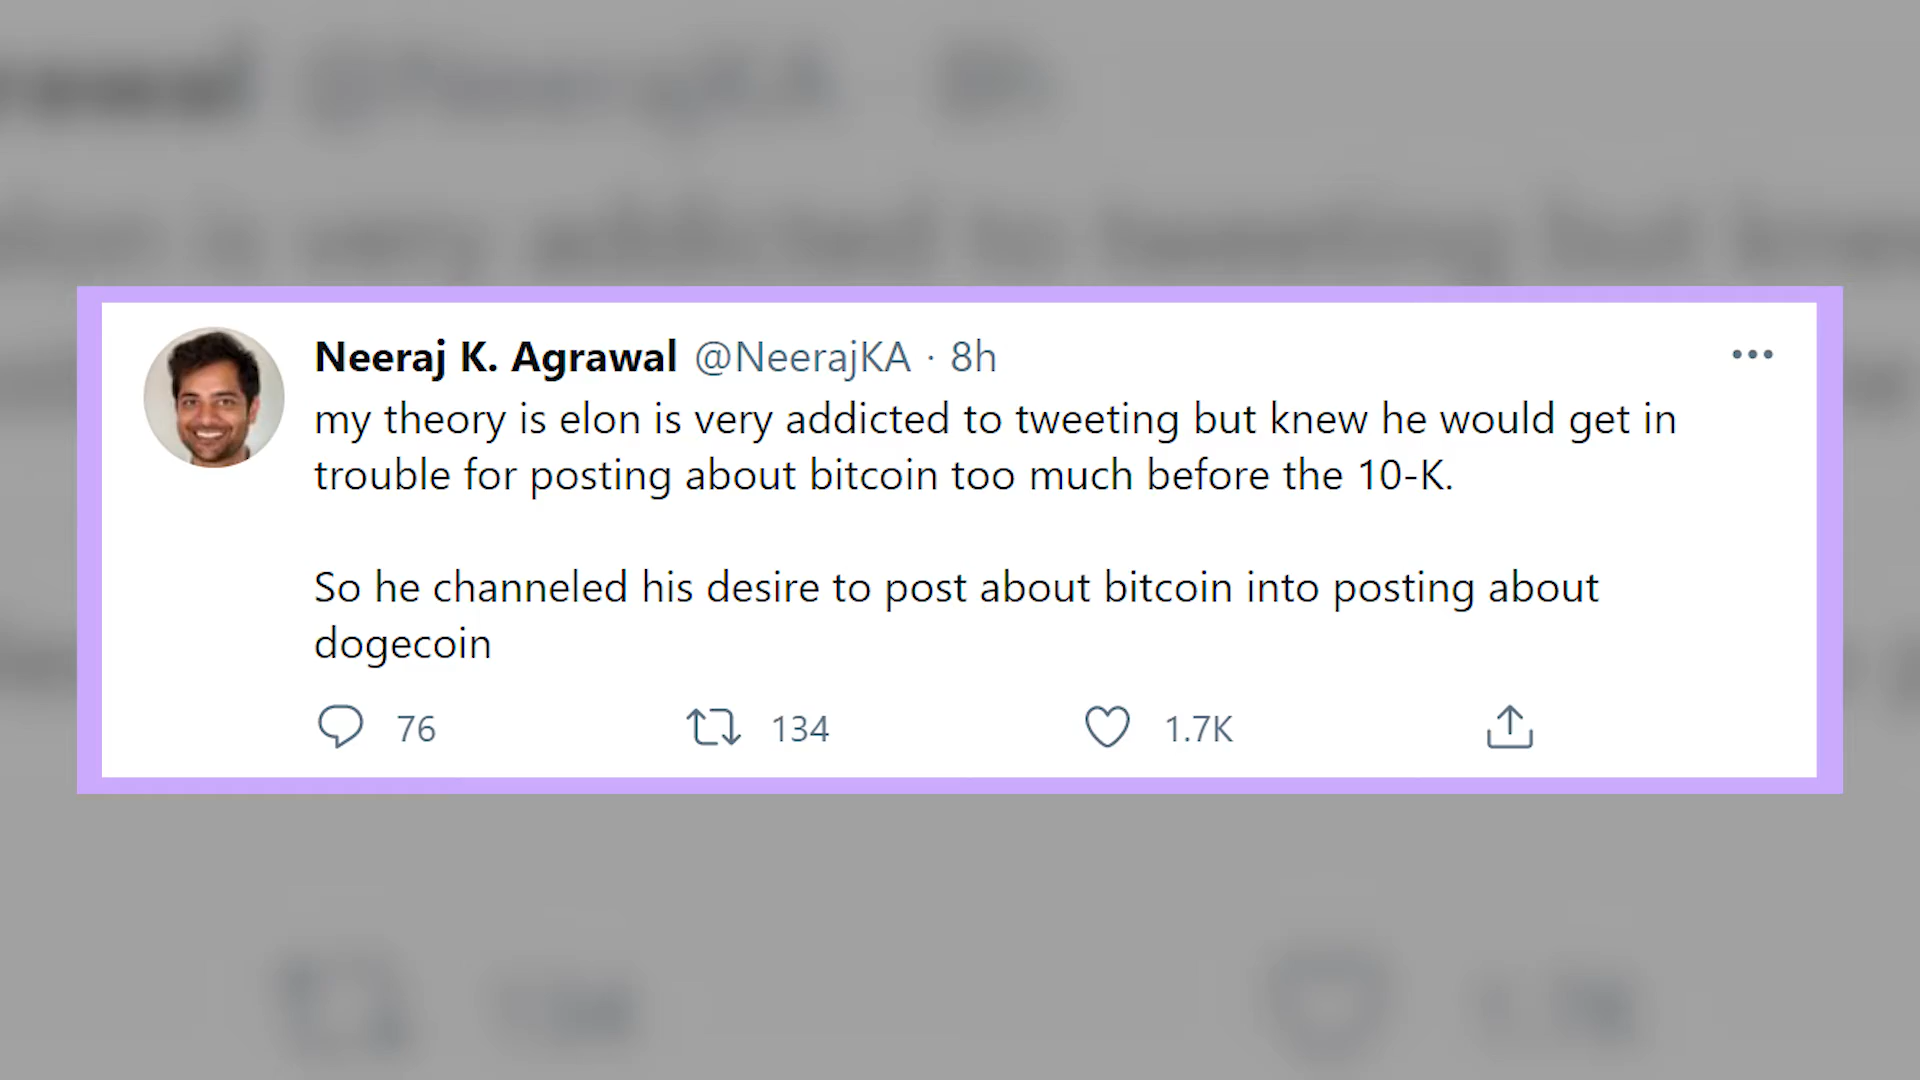 Neeraj K. Agrawal @NeerajKA · 8h
my theory is elon is very addicted to tweeting but knew he would get in
trouble for posting about bitcoin too much before the 10-K.
So he channeled his desire to post about bitcoin into posting about
dogecoin
76 134 1.7K